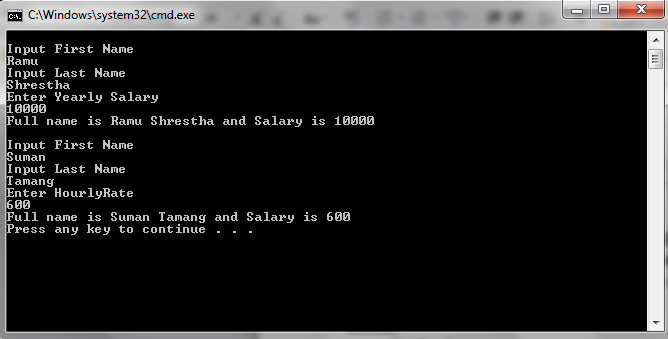 C:\Windows\system32\cmd.exe
Input First Name
Ramu
Input Last Name
Shrestha
Enter Yearly Salary
10000
Full name is Ramu Shrestha and Salary is 10000
Input First Name
Suman
Input Last Name
Tamang
Enter HourlyRate
600
Full name is Suman Tamang and Salary is 600
Press any key to continue . . .